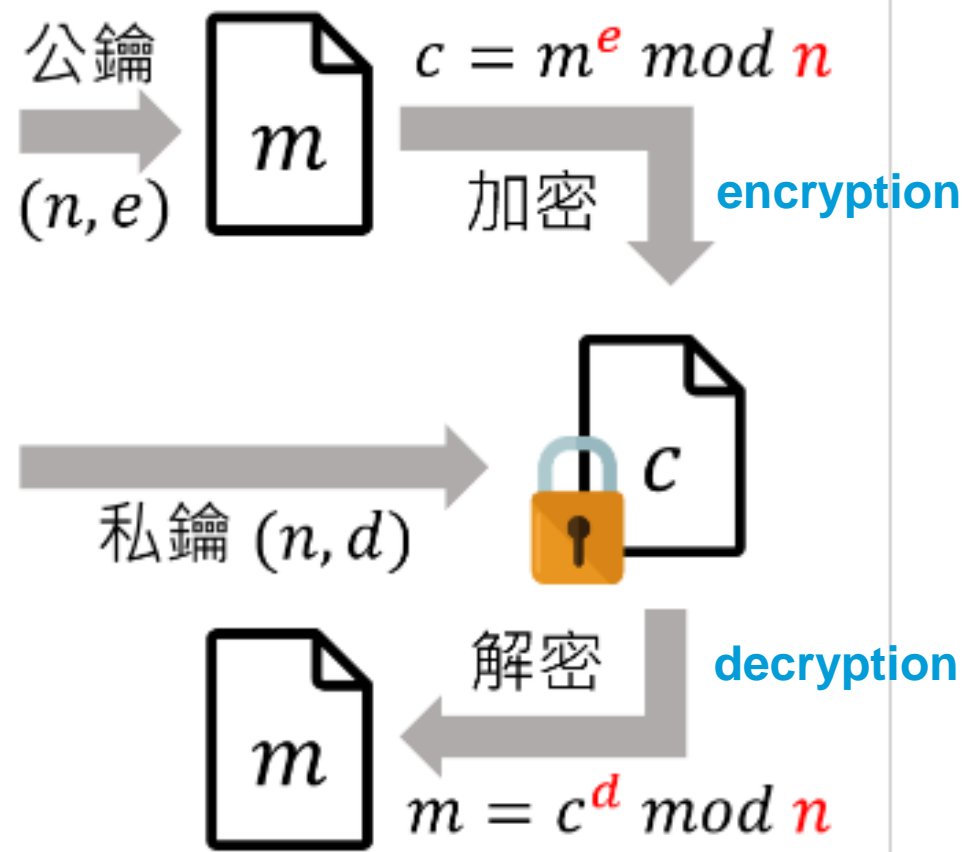 公鑰
(n, e)
m
c = m^e mod n
加密
encryption
c
私鑰 (n, d)
解密
decryption
m
m = c^d mod n